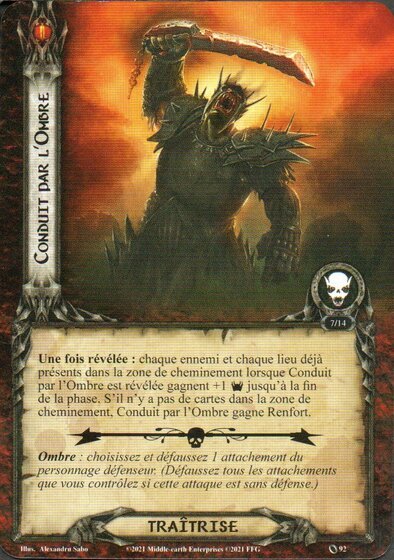 CONDUIT PAR L'OMBRE
7/14
Une fois révélée : chaque ennemi et chaque lieu déjà
présents dans la zone de cheminement lorsque Conduit
par l'Ombre est révélée gagnent +1 jusqu'à la fin
de la phase. S'il n'y a pas de cartes dans la zone de
cheminement, Conduit par l'Ombre gagne Renfort.
Ombre : choisissez et défaussez 1 attachement du
personnage défenseur. (Défaussez tous les attachements
que vous contrôlez si cette attaque est sans défense.)
TRAÎTRISE
Illus. Alexandru Sabo
©2021 Middle-earth Enterprises ©2021 FFG
92